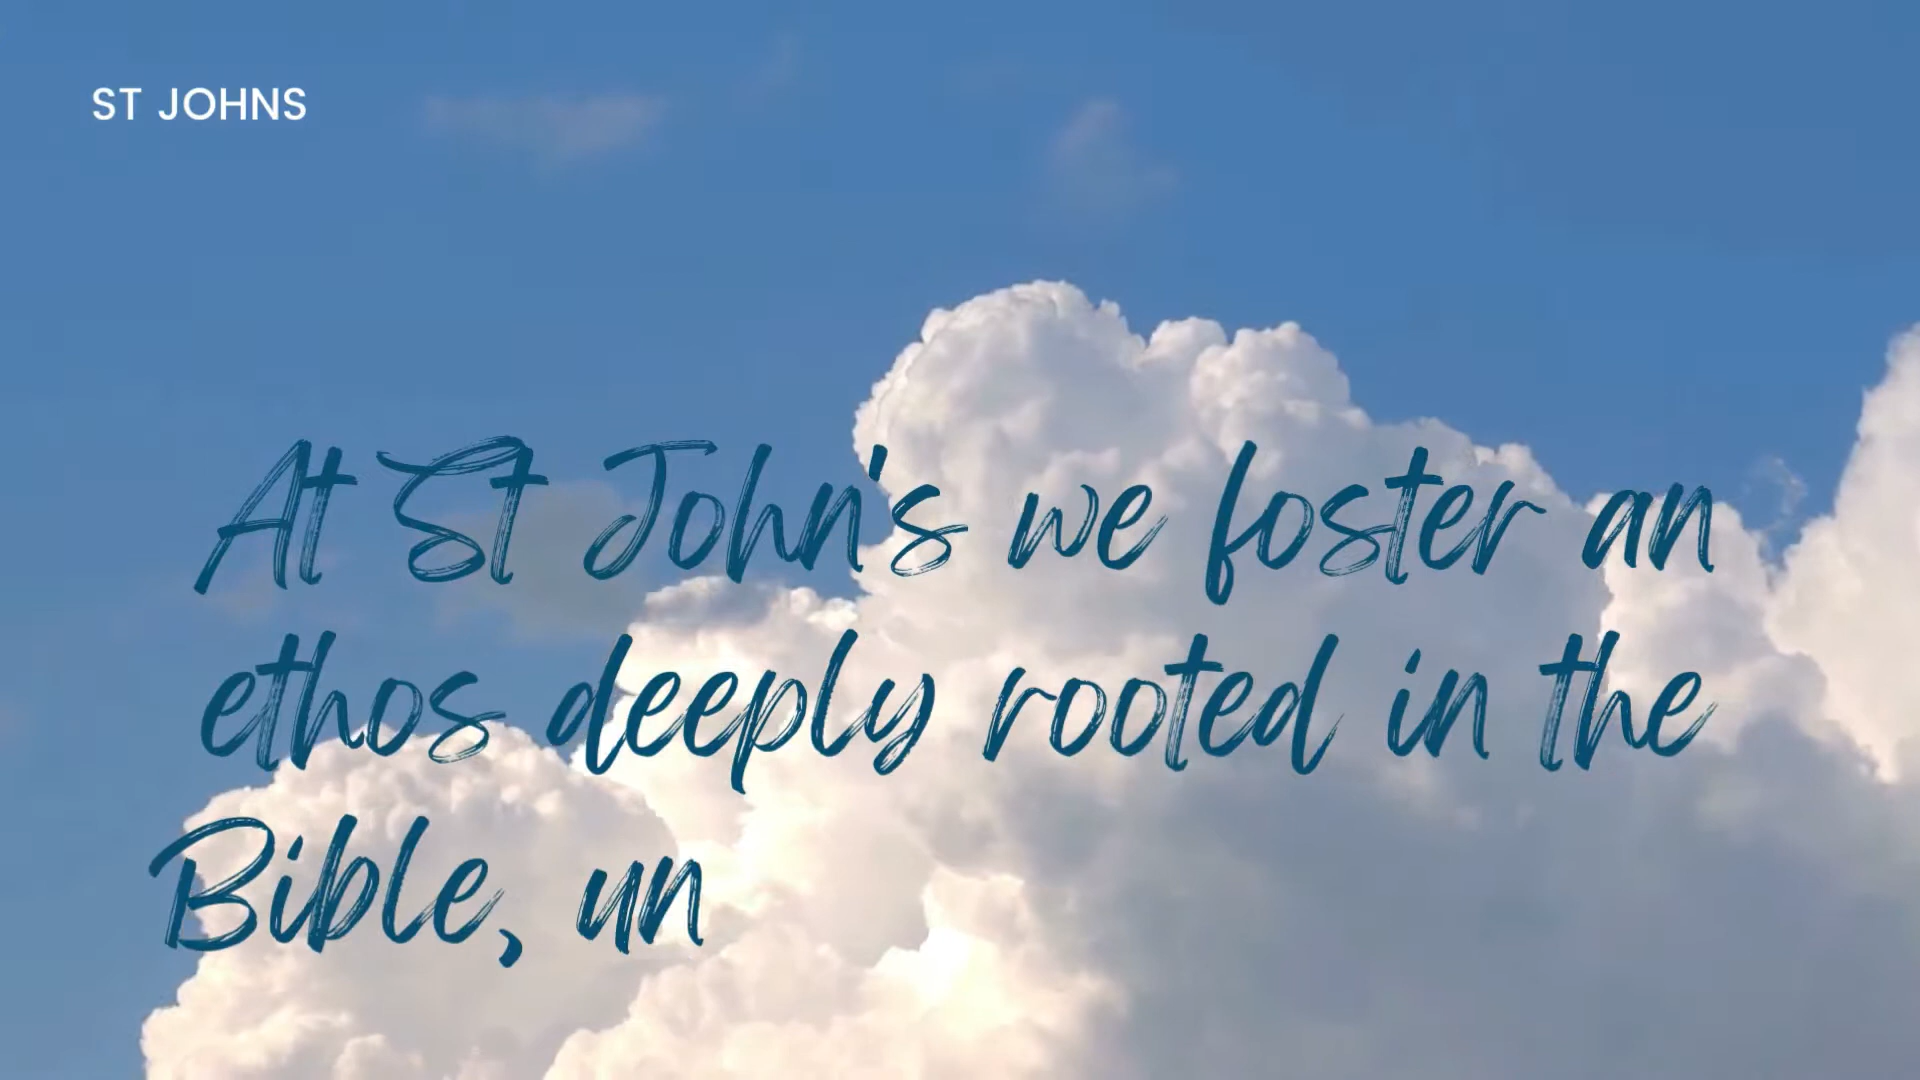 ST JOHNS
At St John's we foster an
ethos deeply rooted in the
Bible, un